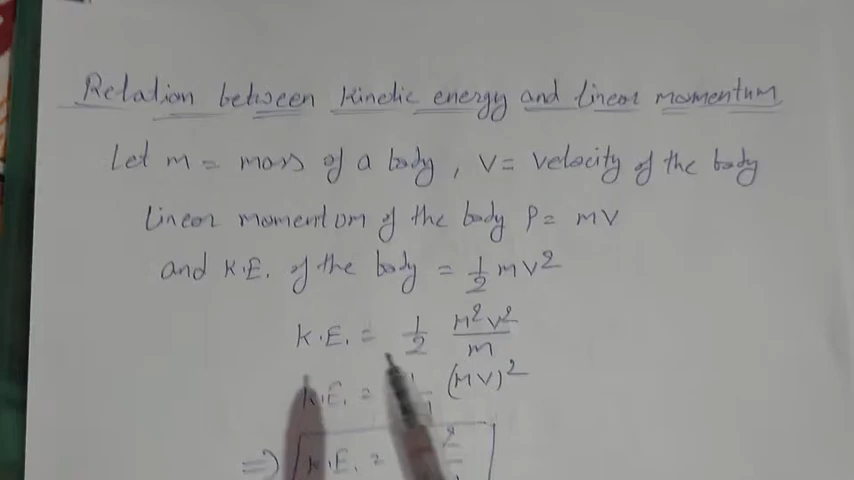 Relation between kinetic energy and linear momentum
Let m = mass of a body , V = velocity of the body
linear momentum of the body P = mV
and K.E. of the body = 1/2 mV²
K.E. = 1/2 M²V²/m
K.E. = (MV)²
=> K.E. = 2